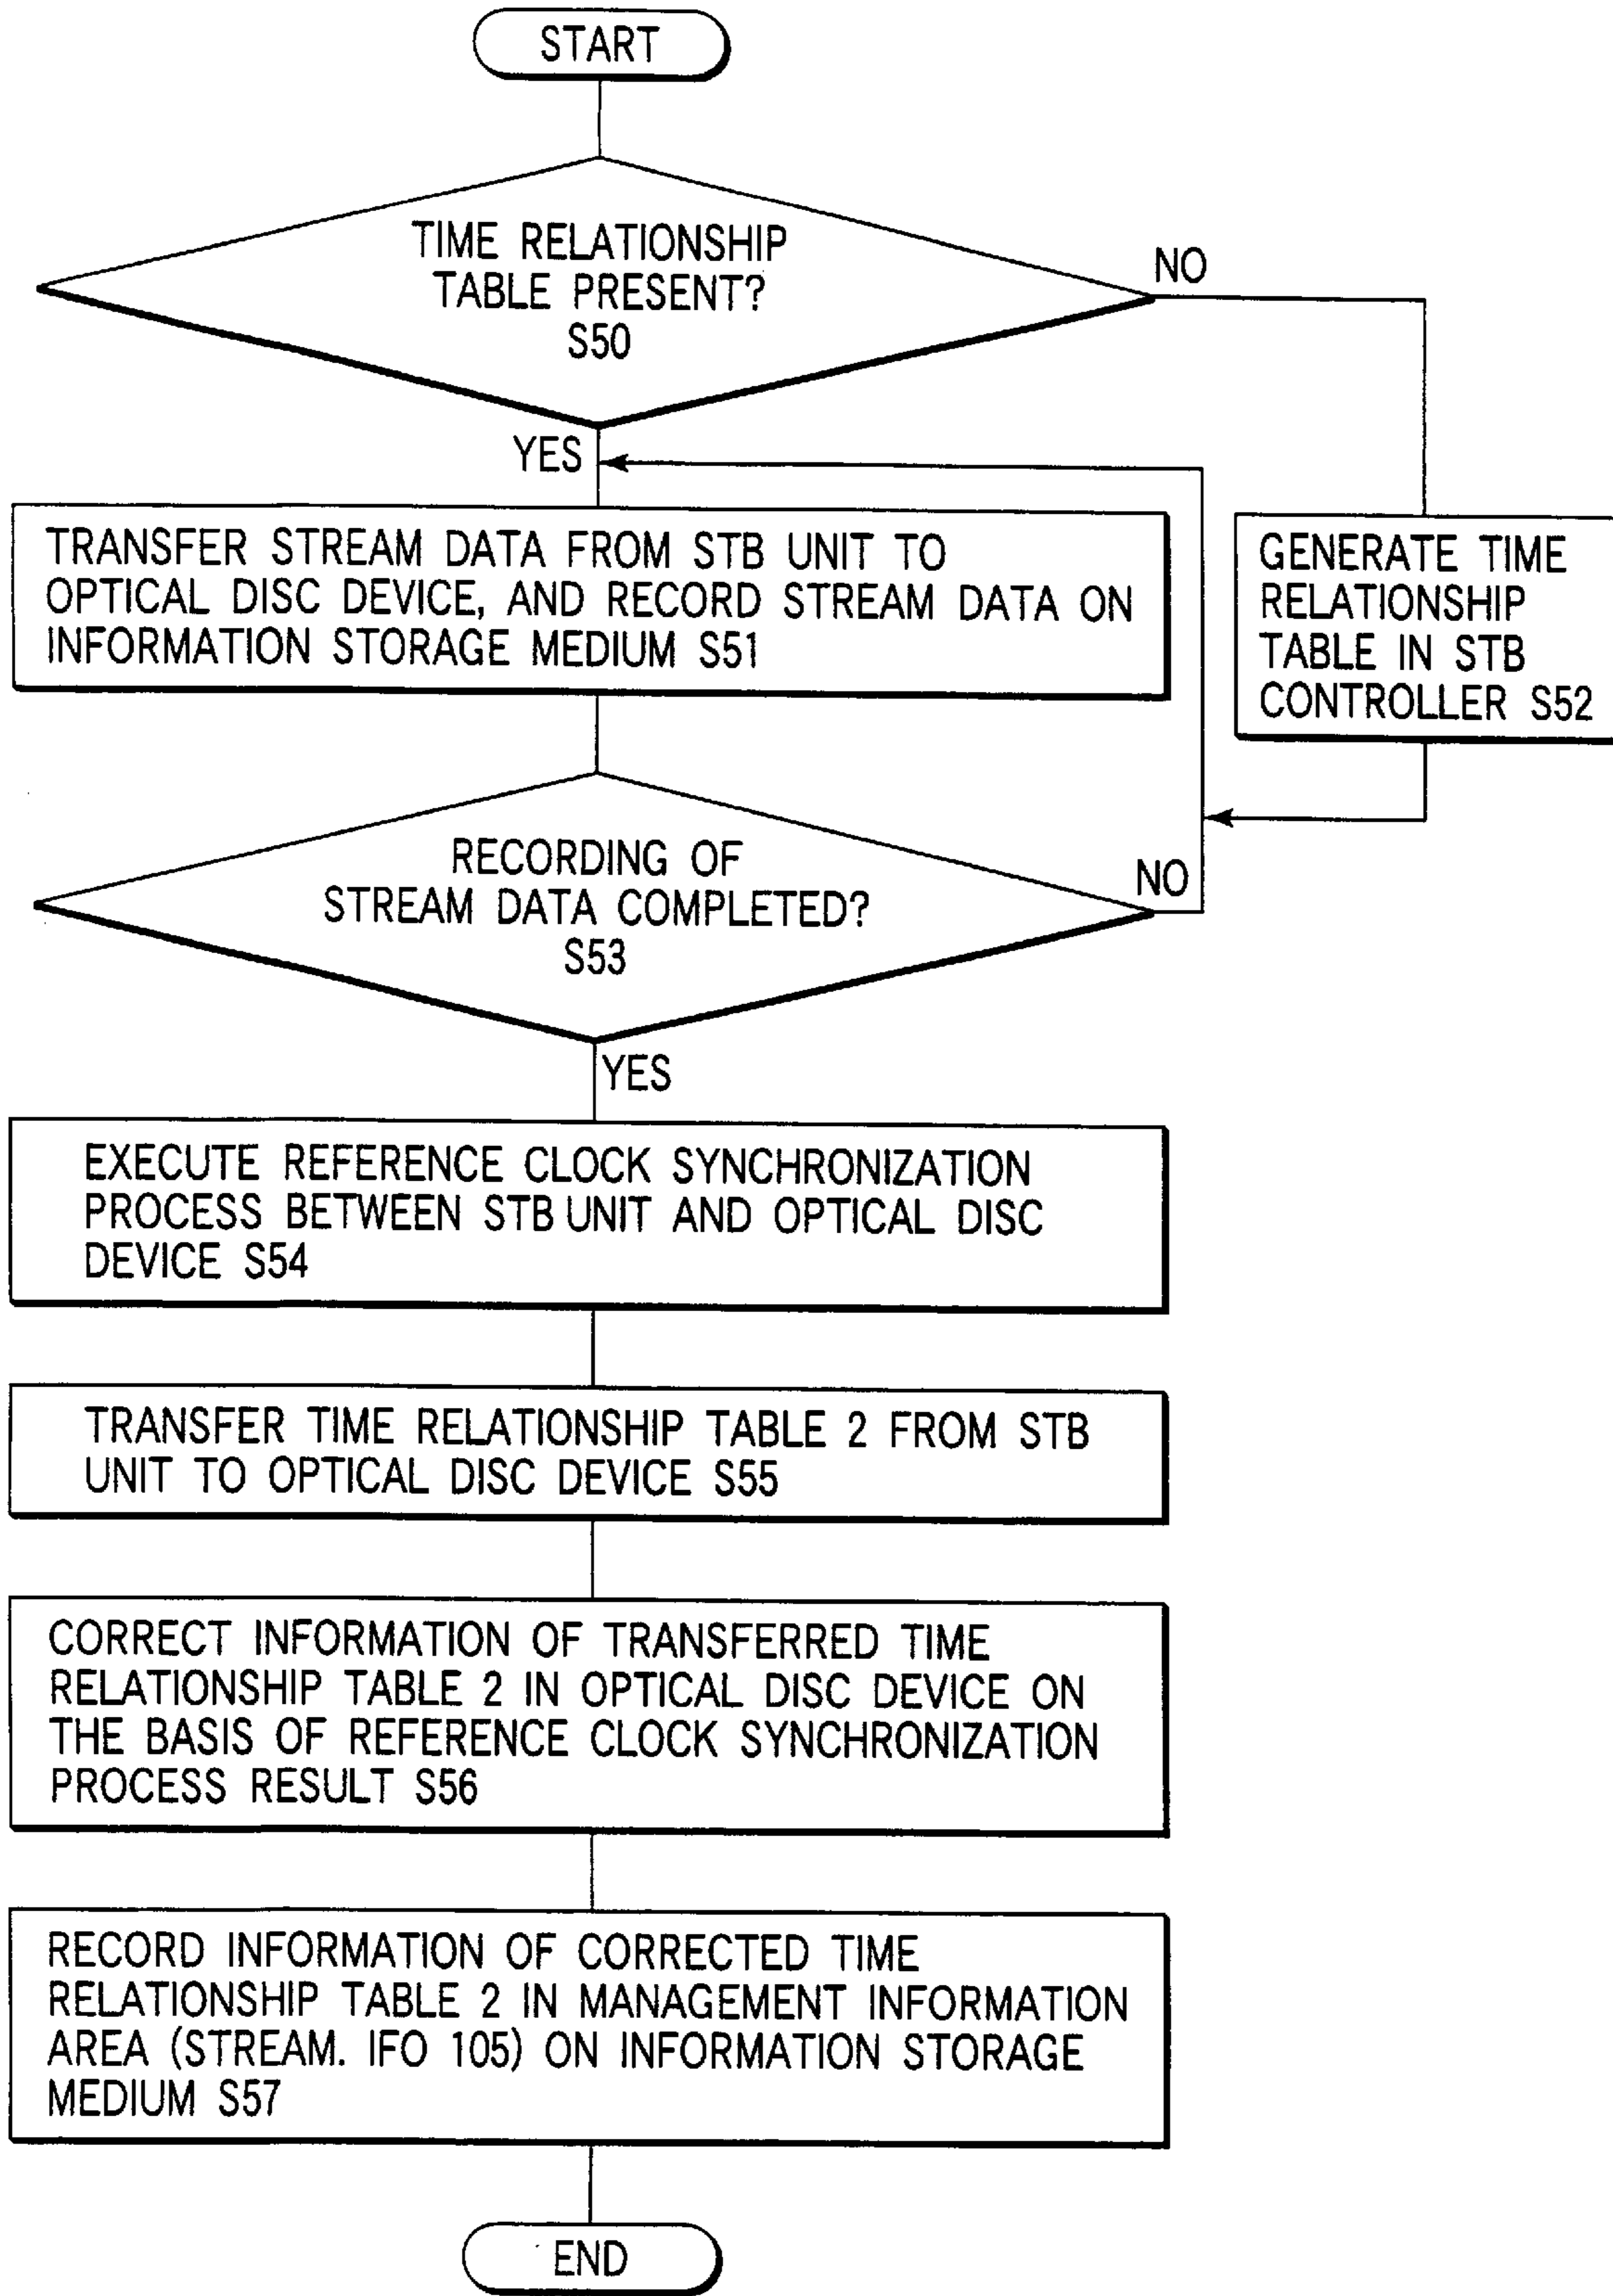 START
TIME RELATIONSHIP
TABLE PRESENT?
S50
NO
YES
TRANSFER STREAM DATA FROM STB UNIT TO
OPTICAL DISC DEVICE, AND RECORD STREAM DATA ON
INFORMATION STORAGE MEDIUM S51
GENERATE TIME
RELATIONSHIP
TABLE IN STB
CONTROLLER S52
RECORDING OF
STREAM DATA COMPLETED?
S53
NO
YES
EXECUTE REFERENCE CLOCK SYNCHRONIZATION
PROCESS BETWEEN STB UNIT AND OPTICAL DISC
DEVICE S54
TRANSFER TIME RELATIONSHIP TABLE 2 FROM STB
UNIT TO OPTICAL DISC DEVICE S55
CORRECT INFORMATION OF TRANSFERRED TIME
RELATIONSHIP TABLE 2 IN OPTICAL DISC DEVICE ON
THE BASIS OF REFERENCE CLOCK SYNCHRONIZATION
PROCESS RESULT S56
RECORD INFORMATION OF CORRECTED TIME
RELATIONSHIP TABLE 2 IN MANAGEMENT INFORMATION
AREA (STREAM. IFO 105) ON INFORMATION STORAGE
MEDIUM S57
END